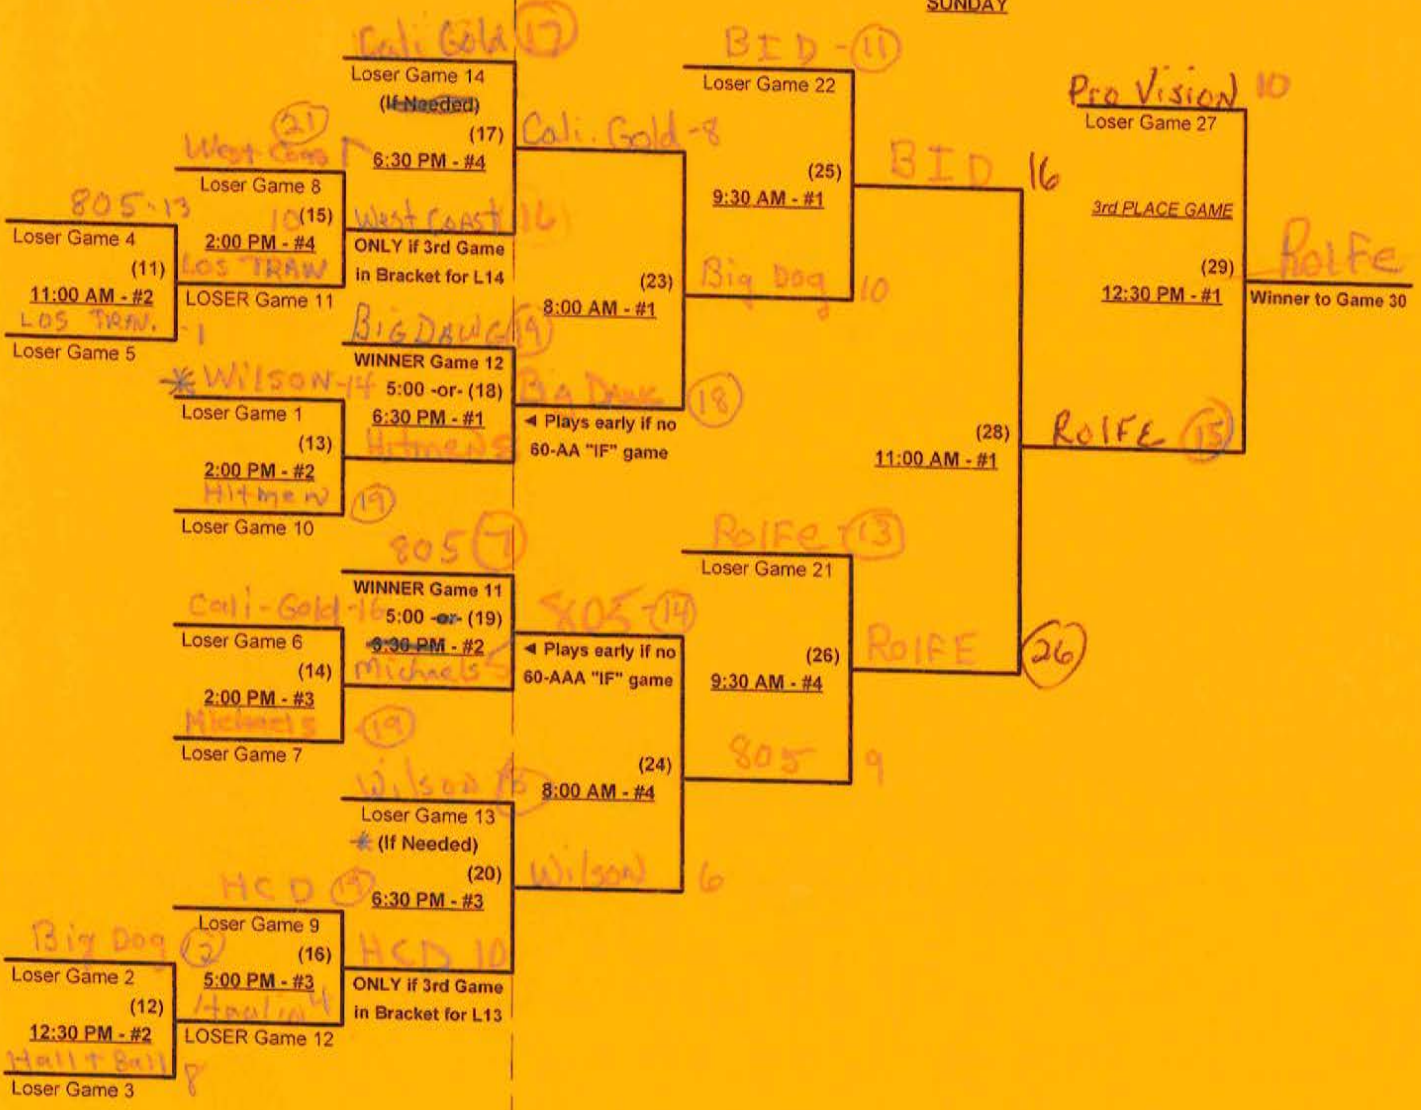 SUNDAY
Cali Gold 17
Loser Game 14
(If Needed)
(17)
6:30 PM - #4
West Coast 16
ONLY if 3rd Game
in Bracket for L14
21
West Coast
Loser Game 8
10 (15)
2:00 PM - #4
LOS TRAN
LOSER Game 11
805-13
Loser Game 4
(11)
11:00 AM - #2
LOS TRAN. -1
Loser Game 5
BIG DAWG 19
WINNER Game 12
5:00 -or- (18)
6:30 PM - #1
Hitmen
* Wilson-14
Loser Game 1
(13)
2:00 PM - #2
Hitmen 19
Loser Game 10
805 7
WINNER Game 11
5:00 -or- (19)
6:30 PM - #2
Michaels 5
Cali-Gold-16
Loser Game 6
(14)
2:00 PM - #3
Michaels 19
Loser Game 7
Wilson
Loser Game 13
* (If Needed)
(20)
6:30 PM - #3
HCD 10
ONLY if 3rd Game
in Bracket for L13
HCD
Loser Game 9
(16)
5:00 PM - #3
4
LOSER Game 12
Big Dog
Loser Game 2
(12)
12:30 PM - #2
Hall + Ball 8
Loser Game 3
Cali. Gold-8
(23)
8:00 AM - #1
Big Dawg 18
◄ Plays early if no
60-AA "IF" game
805-14
◄ Plays early if no
60-AAA "IF" game
(24)
8:00 AM - #4
Wilson 6
BID-11
Loser Game 22
(25)
9:30 AM - #1
Big Dog 10
Rolfe 13
Loser Game 21
(26)
9:30 AM - #4
805 9
BID 16
(28)
11:00 AM - #1
ROLFE 26
Pro Vision 10
Loser Game 27
3rd PLACE GAME
(29)
12:30 PM - #1
ROLFE 15
Rolfe
Winner to Game 30